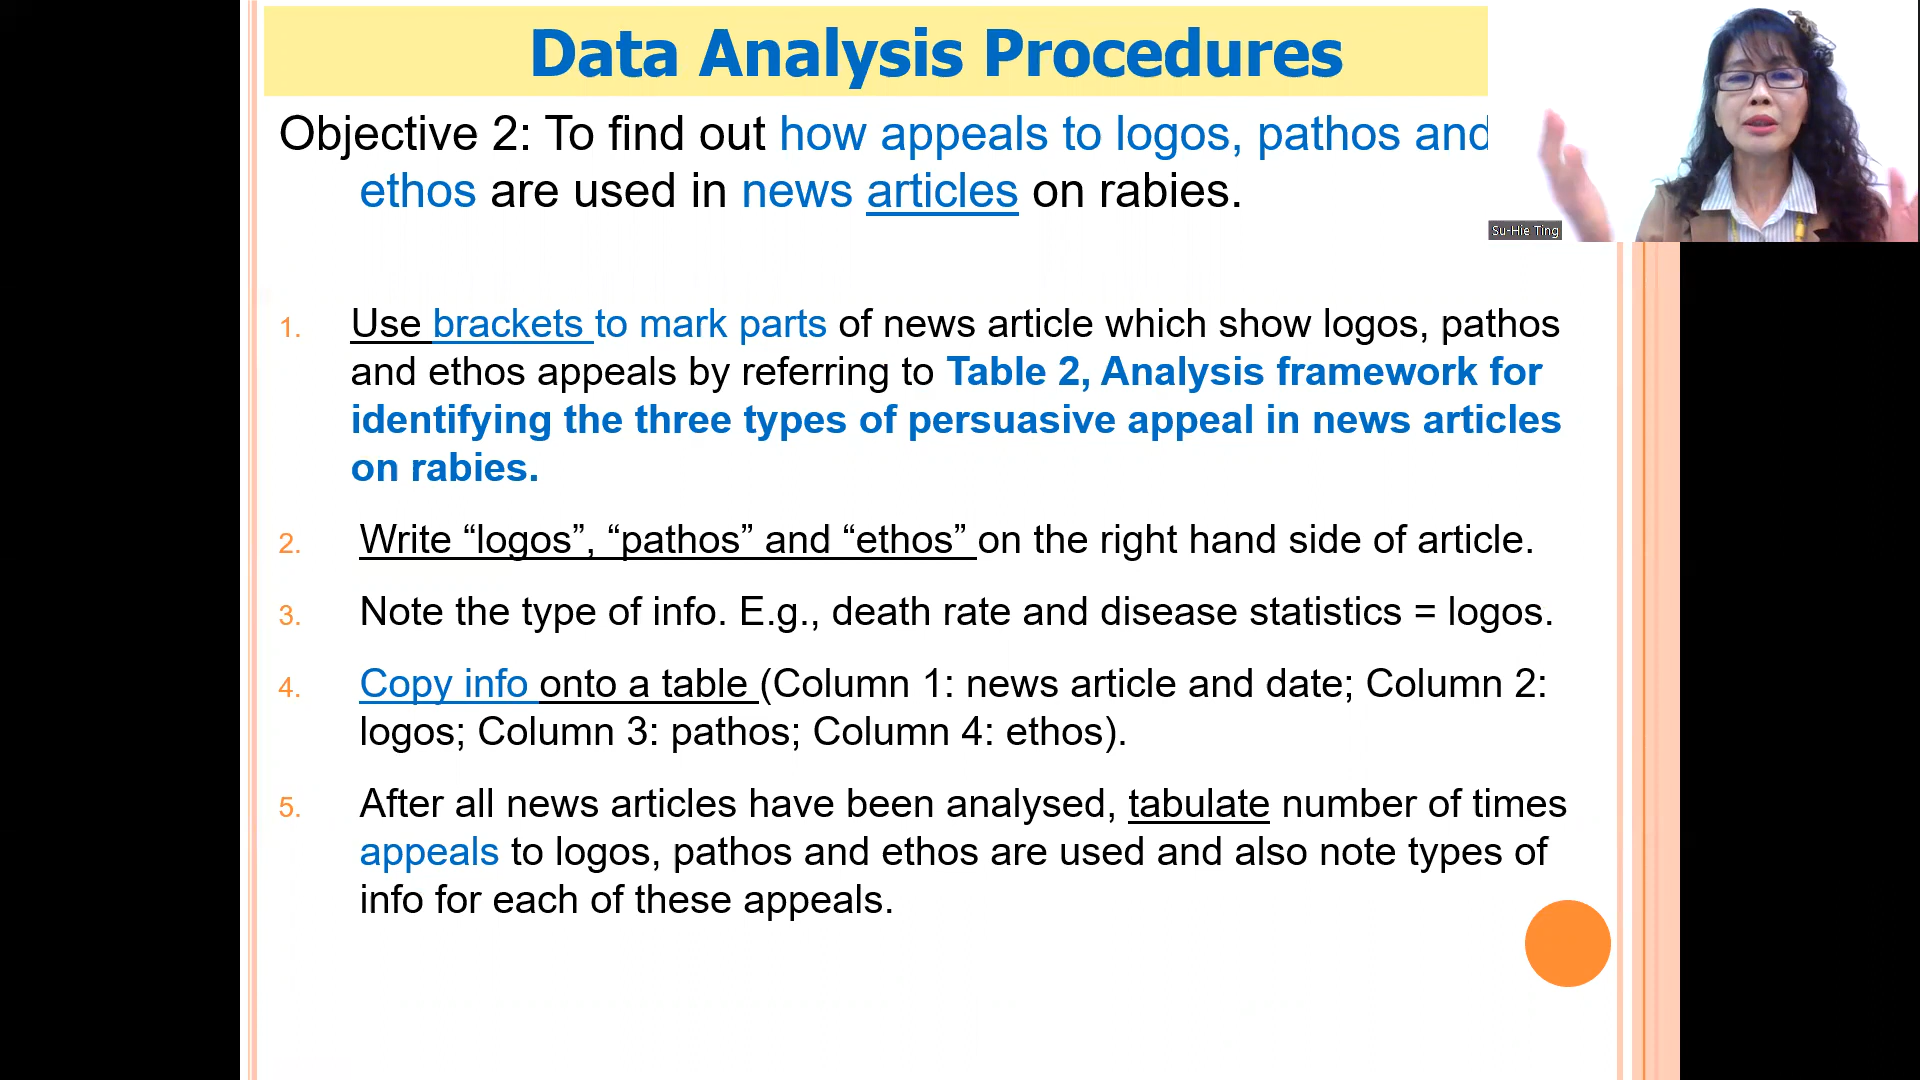 Data Analysis Procedures
Objective 2: To find out how appeals to logos, pathos and
ethos are used in news articles on rabies.
Su-Hie Ting
1. Use brackets to mark parts of news article which show logos, pathos
and ethos appeals by referring to Table 2, Analysis framework for
identifying the three types of persuasive appeal in news articles
on rabies.
2. Write “logos”, “pathos” and “ethos” on the right hand side of article.
3. Note the type of info. E.g., death rate and disease statistics = logos.
4. Copy info onto a table (Column 1: news article and date; Column 2:
logos; Column 3: pathos; Column 4: ethos).
5. After all news articles have been analysed, tabulate number of times
appeals to logos, pathos and ethos are used and also note types of
info for each of these appeals.